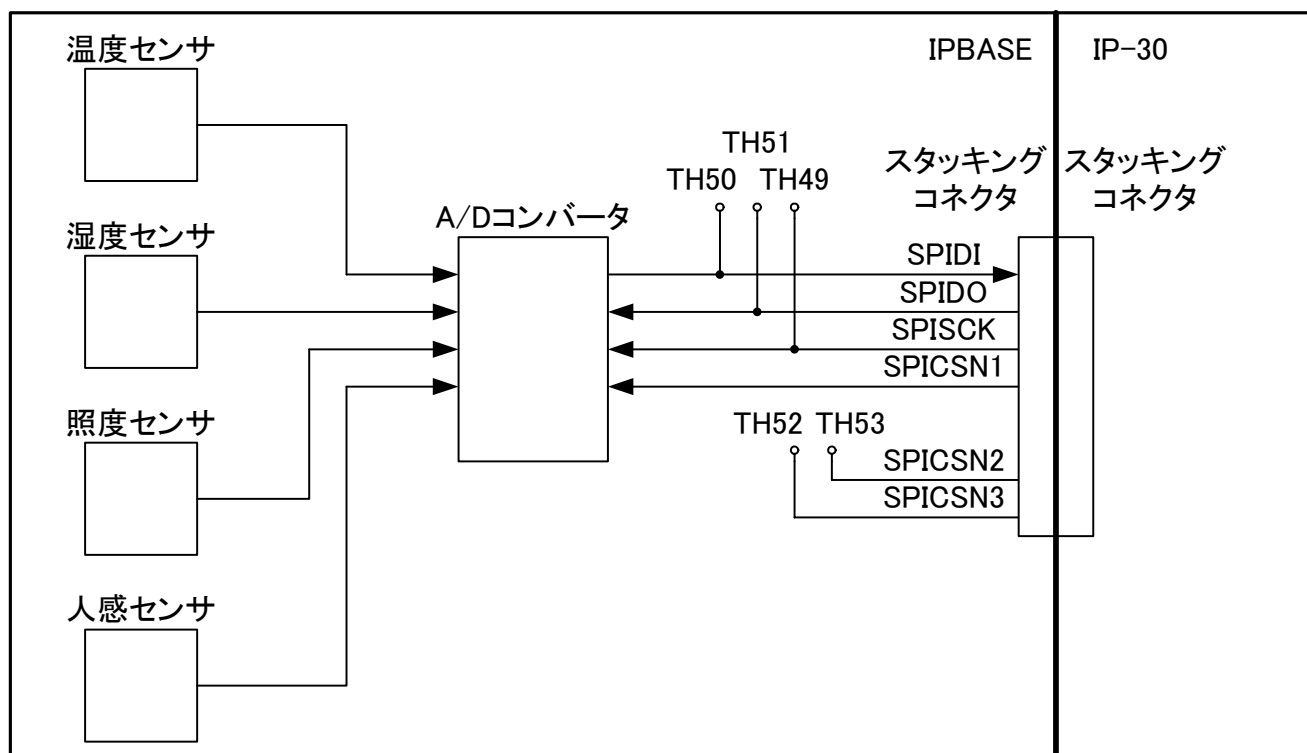 温度センサ
IPBASE
IP-30
TH51
TH50
TH49
スタッキング
コネクタ
スタッキング
コネクタ
湿度センサ
A/Dコンバータ
SPIDI
SPIDO
SPISCK
SPICSN1
照度センサ
TH52
TH53
SPICSN2
SPICSN3
人感センサ